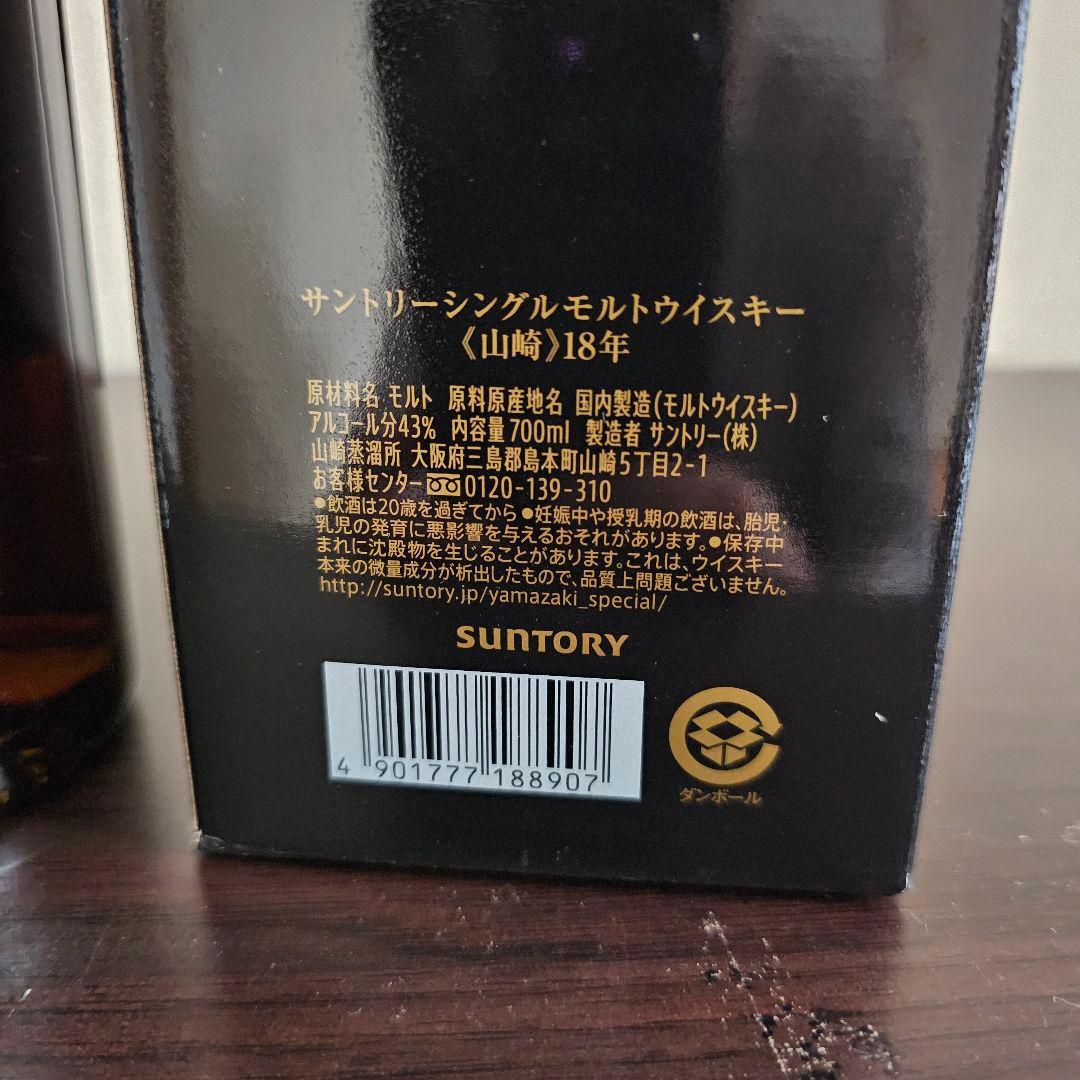 サントリーシングルモルトウイスキー
《山崎》18年
原材料名 モルト 原料原産地名 国内製造(モルトウイスキー)
アルコール分43% 内容量700ml 製造者 サントリー(株)
山崎蒸溜所 大阪府三島郡島本町山崎5丁目2-1
お客様センター 0120-139-310
●飲酒は20歳を過ぎてから ●妊娠中や授乳期の飲酒は、胎児・
乳児の発育に悪影響を与えるおそれがあります。●保存中
まれに沈殿物を生じることがあります。これは、ウイスキー
本来の微量成分が析出したもので、品質上問題ございません。
http://suntory.jp/yamazaki_special/
SUNTORY
4 901777 188907
ダンボール